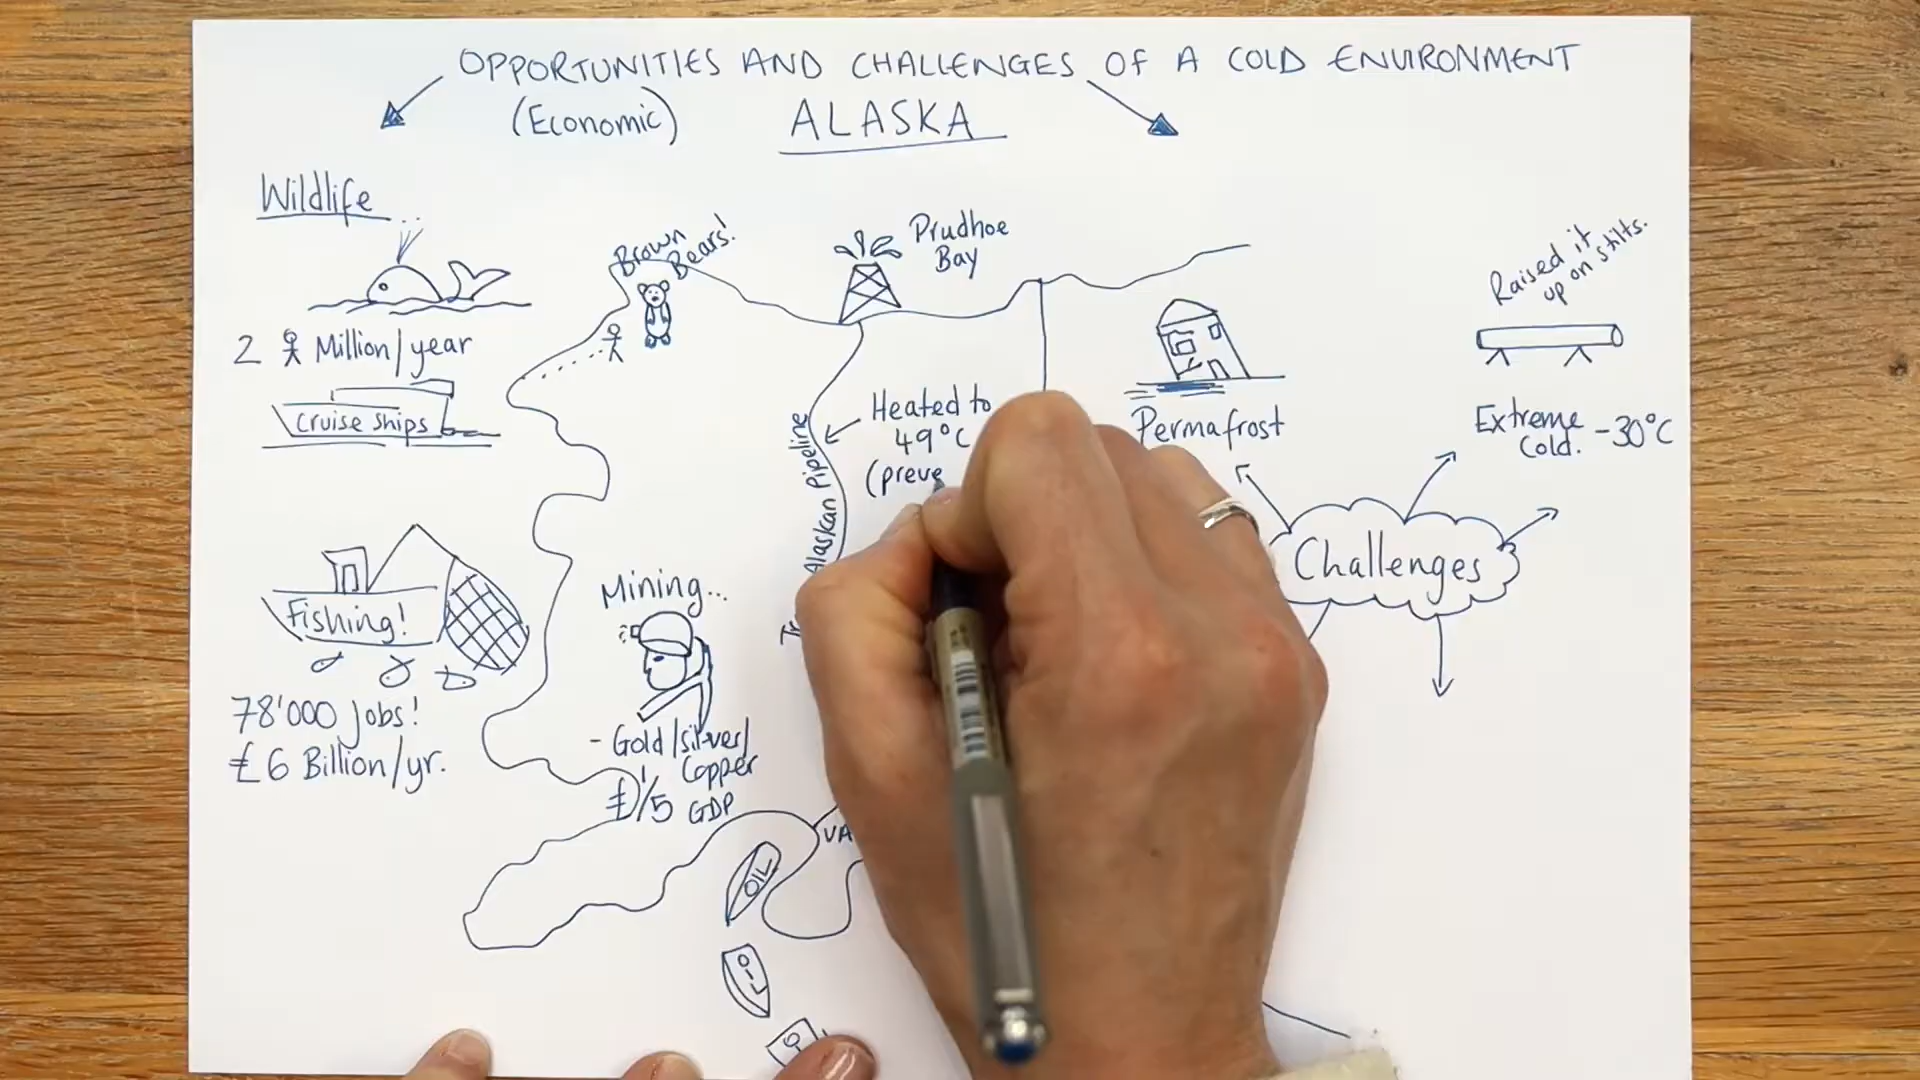 OPPORTUNITIES AND CHALLENGES OF A COLD ENVIRONMENT
(Economic)
ALASKA
Wildlife
2 Million/year
Cruise Ships
Fishing!
78'000 Jobs!
£6 Billion/yr.
Brown
Bears!
Prudhoe
Bay
Heated to
49°C
(preve
Alaskan Pipeline
Mining...
- Gold/silver/
Copper
£1/5 GDP
OIL
OIL
Permafrost
Raised it
up on stilts.
Extreme
Cold. -30°C
Challenges